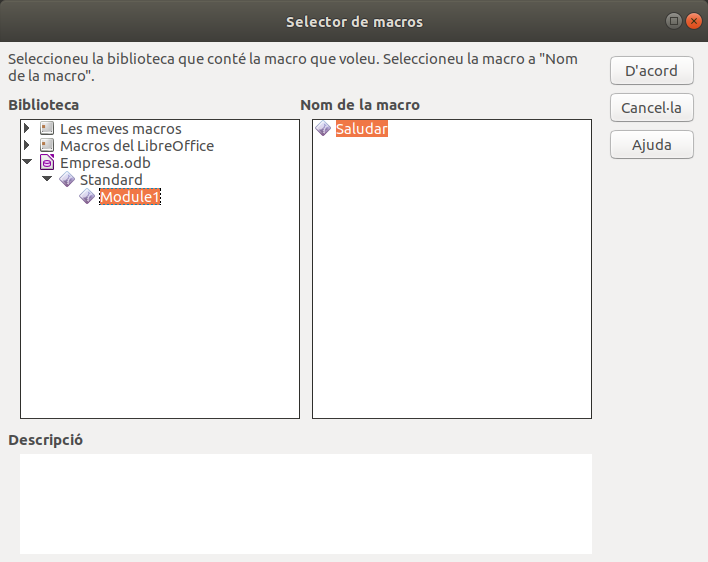 Selector de macros
Seleccioneu la biblioteca que conté la macro que voleu. Seleccioneu la macro a "Nom
de la macro".
D'acord
Cancel·la
Ajuda
Biblioteca
Nom de la macro
Les meves macros
Macros del LibreOffice
Empresa.odb
Standard
Module1
Saludar
Descripció